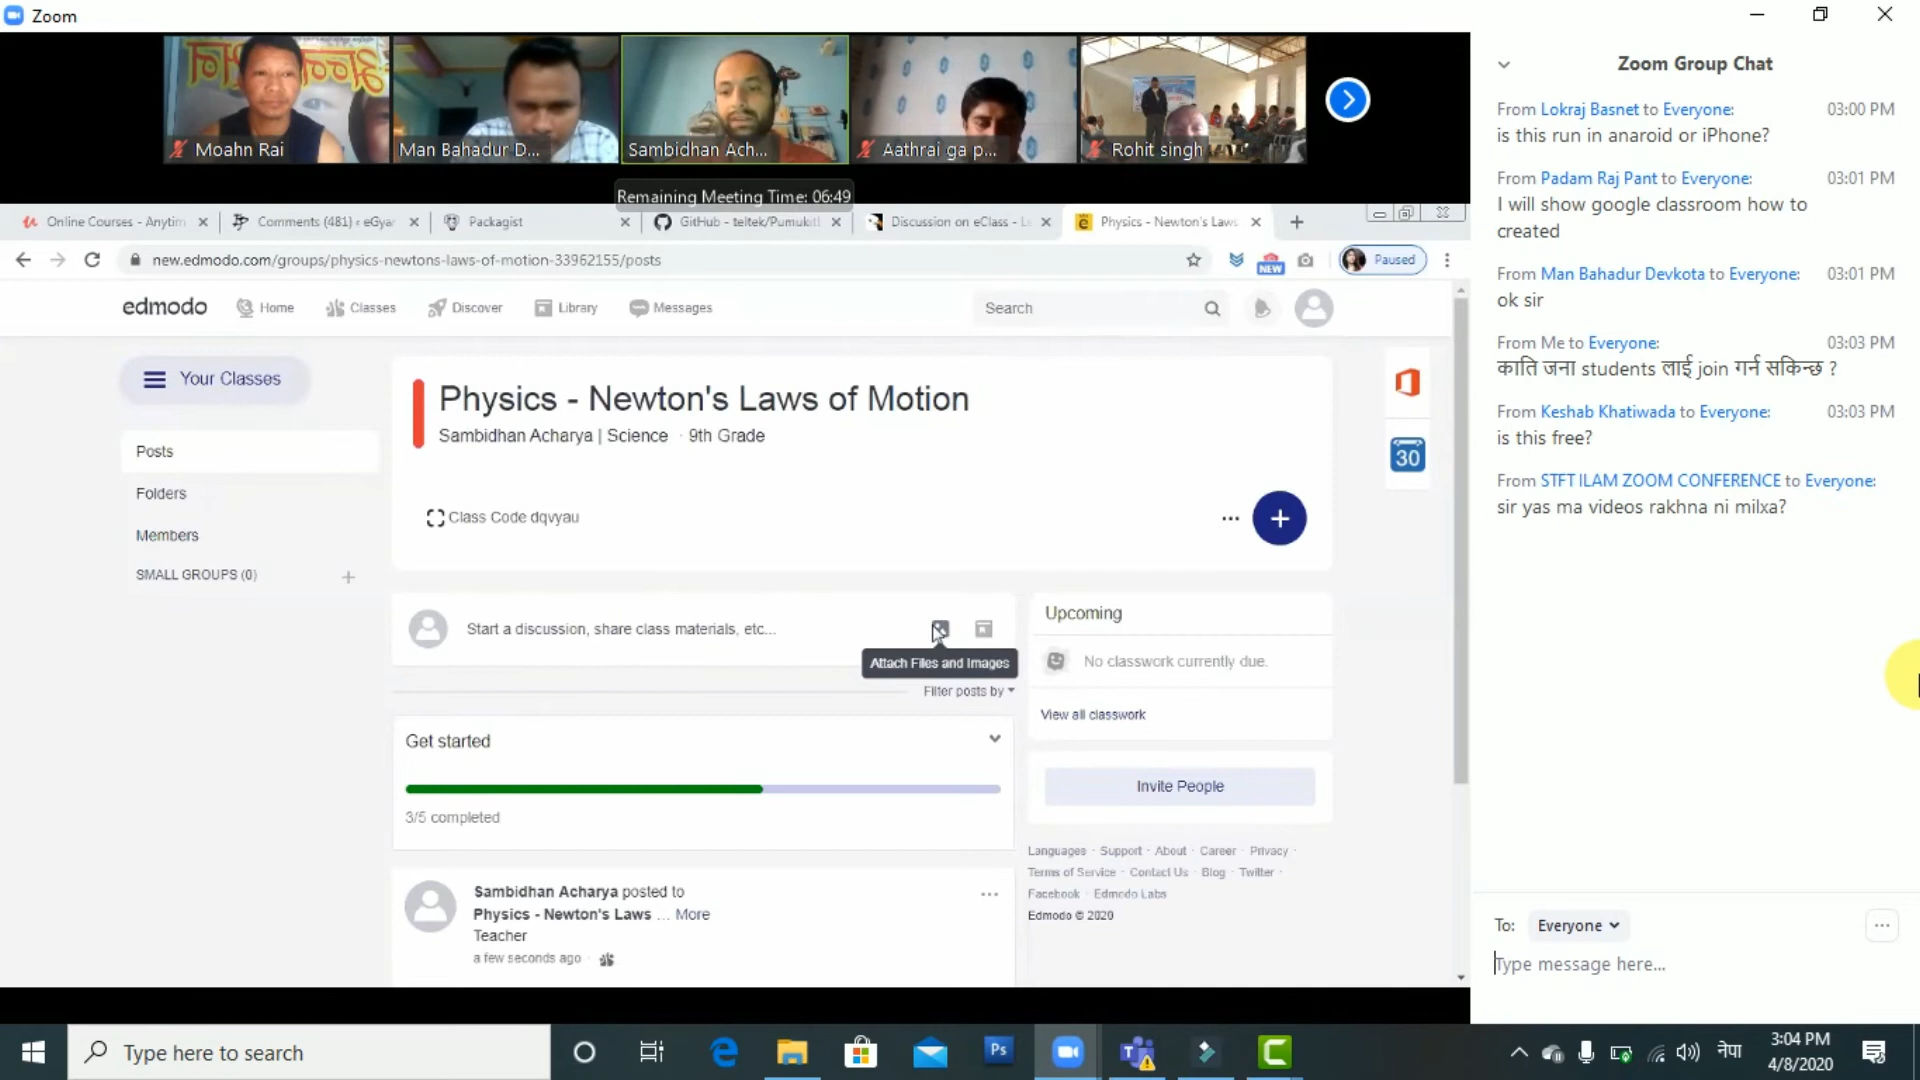 Zoom
Moahn Rai
Man Bahadur D...
Sambidhan Ach...
Aathrai ga p...
Rohit singh
Remaining Meeting Time: 06:49
Online Courses - Anytim
Comments (481) ‹ eGyar
Packagist
GitHub - teltek/Pumukit
Discussion on eClass - Le
Physics - Newton's Laws
new.edmodo.com/groups/physics-newtons-laws-of-motion-33962155/posts
NEW
Paused
edmodo
Home
Classes
Discover
Library
Messages
Search
Your Classes
Posts
Folders
Members
SMALL GROUPS (0)
Physics - Newton's Laws of Motion
Sambidhan Acharya | Science · 9th Grade
Class Code dqvyau
30
Start a discussion, share class materials, etc...
Attach Files and Images
Filter posts by
Get started
3/5 completed
Sambidhan Acharya posted to
Physics - Newton's Laws ... More
Teacher
a few seconds ago
Upcoming
No classwork currently due.
View all classwork
Invite People
Languages · Support · About · Career · Privacy ·
Terms of Service · Contact Us · Blog · Twitter ·
Facebook · Edmodo Labs
Edmodo © 2020
Zoom Group Chat
From Lokraj Basnet to Everyone: 03:00 PM
is this run in anaroid or iPhone?
From Padam Raj Pant to Everyone: 03:01 PM
I will show google classroom how to
created
From Man Bahadur Devkota to Everyone: 03:01 PM
ok sir
From Me to Everyone: 03:03 PM
काति जना students लाई join गर्न सकिन्छ ?
From Keshab Khatiwada to Everyone: 03:03 PM
is this free?
From STFT ILAM ZOOM CONFERENCE to Everyone:
sir yas ma videos rakhna ni milxa?
To: Everyone
Type message here...
Type here to search
Ps
नेपा
3:04 PM
4/8/2020